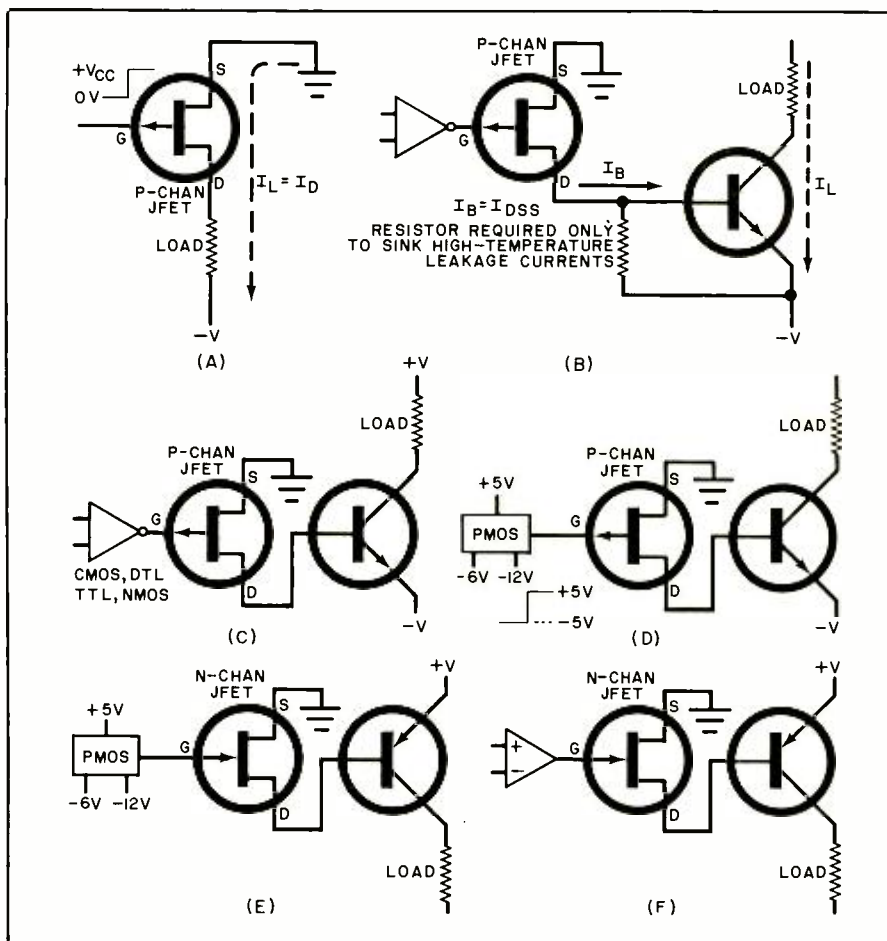 P-CHAN
JFET
+VCC
0V
S
G
D
P-CHAN
JFET
IL = ID
LOAD
-V
(A)
P-CHAN
JFET
S
G
D
IB
IB = IDSS
RESISTOR REQUIRED ONLY
TO SINK HIGH-TEMPERATURE
LEAKAGE CURRENTS
LOAD
IL
-V
(B)
P-CHAN
JFET
S
G
D
CMOS, DTL
TTL, NMOS
+V
LOAD
-V
(C)
P-CHAN
JFET
S
+5V
PMOS
G
-6V -12V
D
+5V
-5V
LOAD
-V
(D)
N-CHAN
JFET
S
+5V
PMOS
G
-6V -12V
D
+V
LOAD
(E)
N-CHAN
JFET
S
+
-
G
D
+V
LOAD
(F)